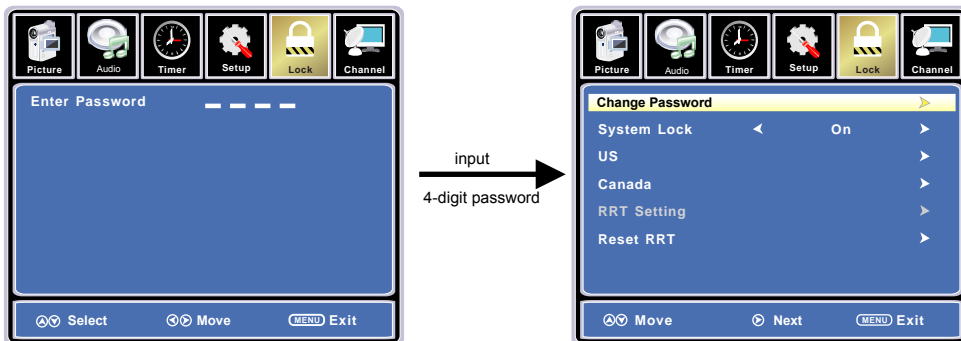 Picture Audio Timer Setup Lock Channel
Enter Password _ _ _ _
Select Move MENU Exit
input
4-digit password
Picture Audio Timer Setup Lock Channel
Change Password
System Lock On
US
Canada
RRT Setting
Reset RRT
Move Next MENU Exit